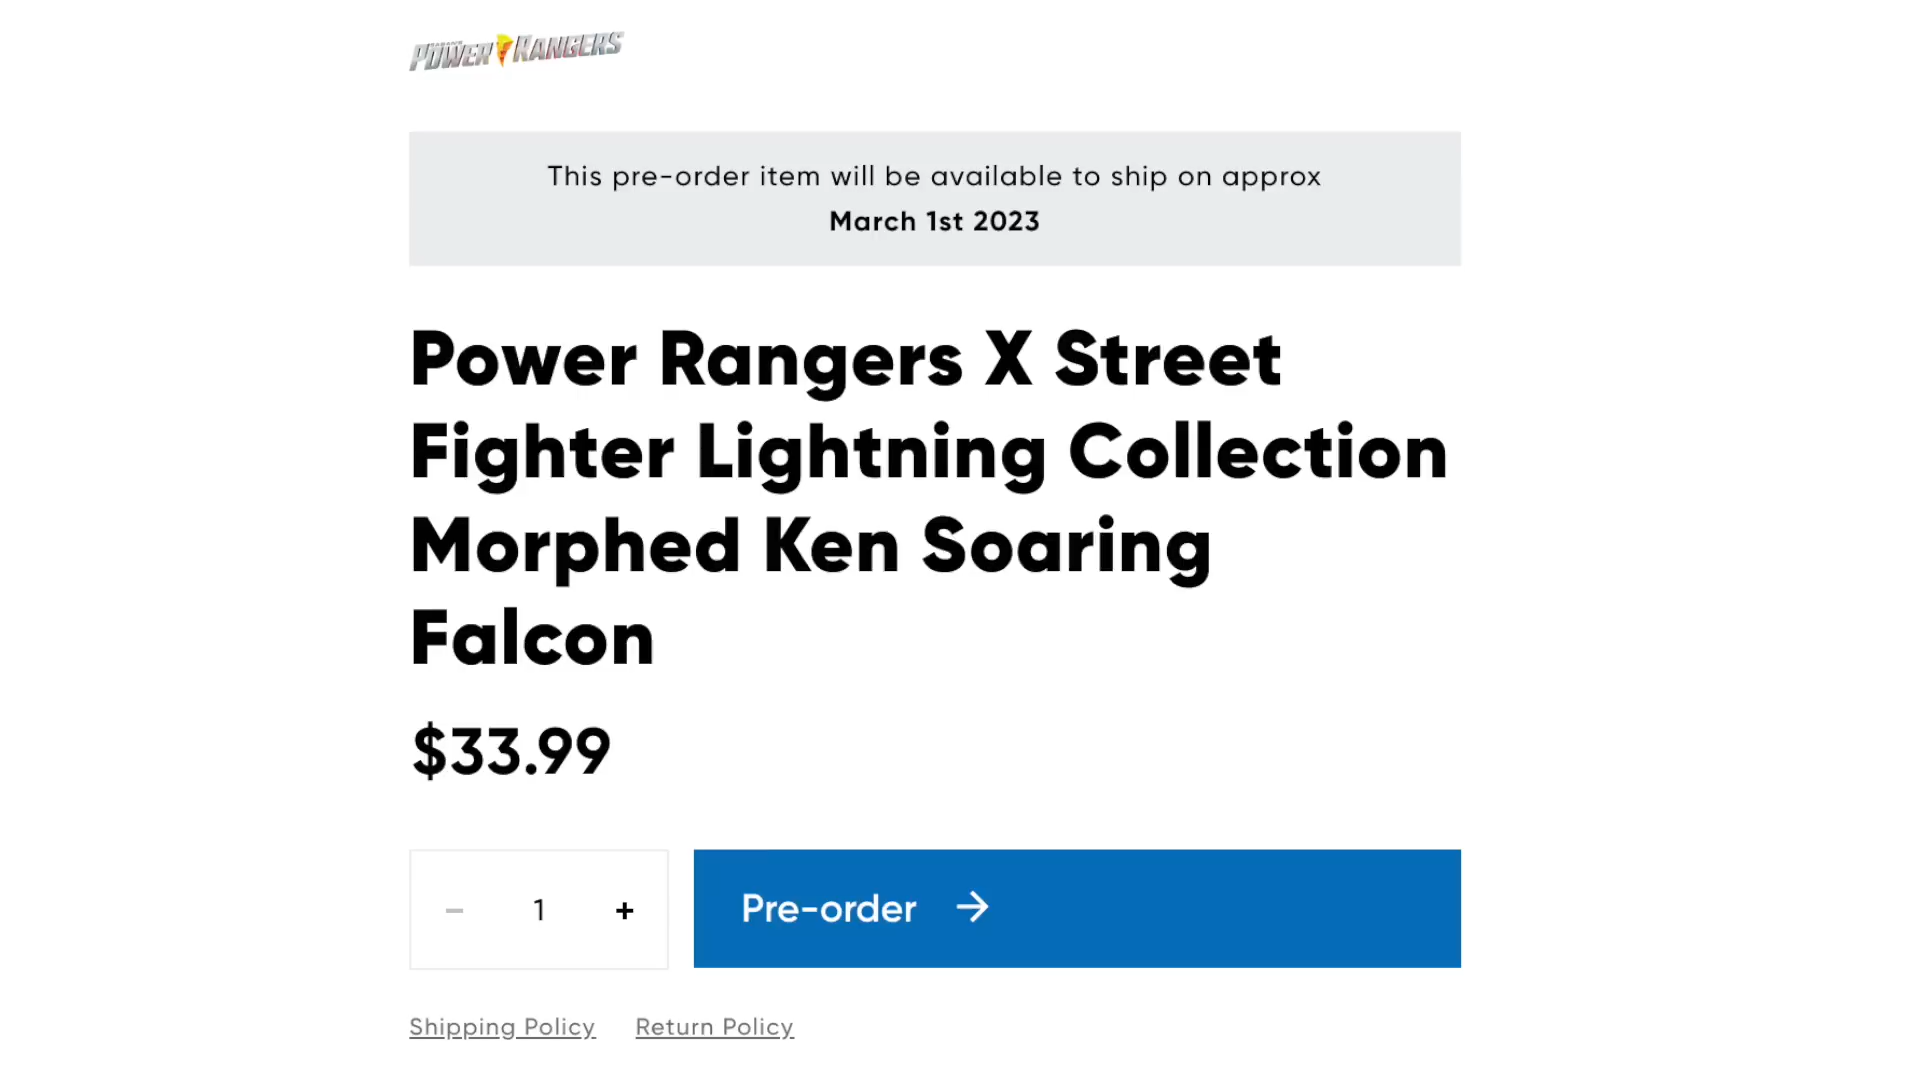 SABAN'S
POWER RANGERS
This pre-order item will be available to ship on approx
March 1st 2023
Power Rangers X Street
Fighter Lightning Collection
Morphed Ken Soaring
Falcon
$33.99
− 1 +
Pre-order →
Shipping Policy Return Policy